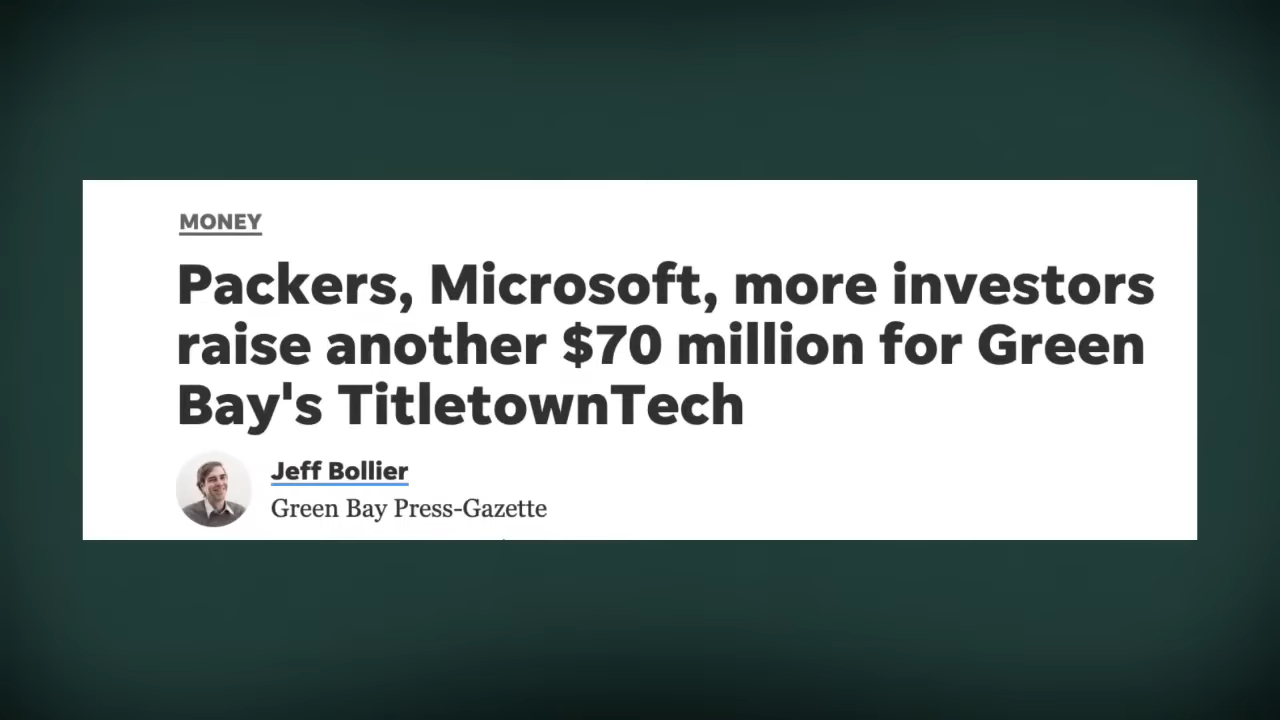 MONEY
Packers, Microsoft, more investors
raise another $70 million for Green
Bay's TitletownTech
Jeff Bollier
Green Bay Press-Gazette